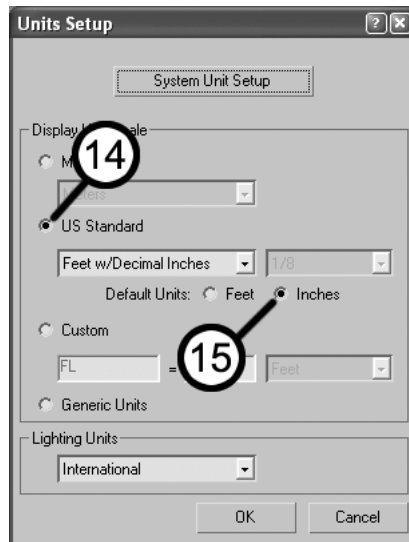 Units Setup
System Unit Setup
14
US Standard
Feet w/Decimal Inches 1/8
Default Units: Feet Inches
Custom
15
FL = Feet
Generic Units
Lighting Units
International
OK Cancel